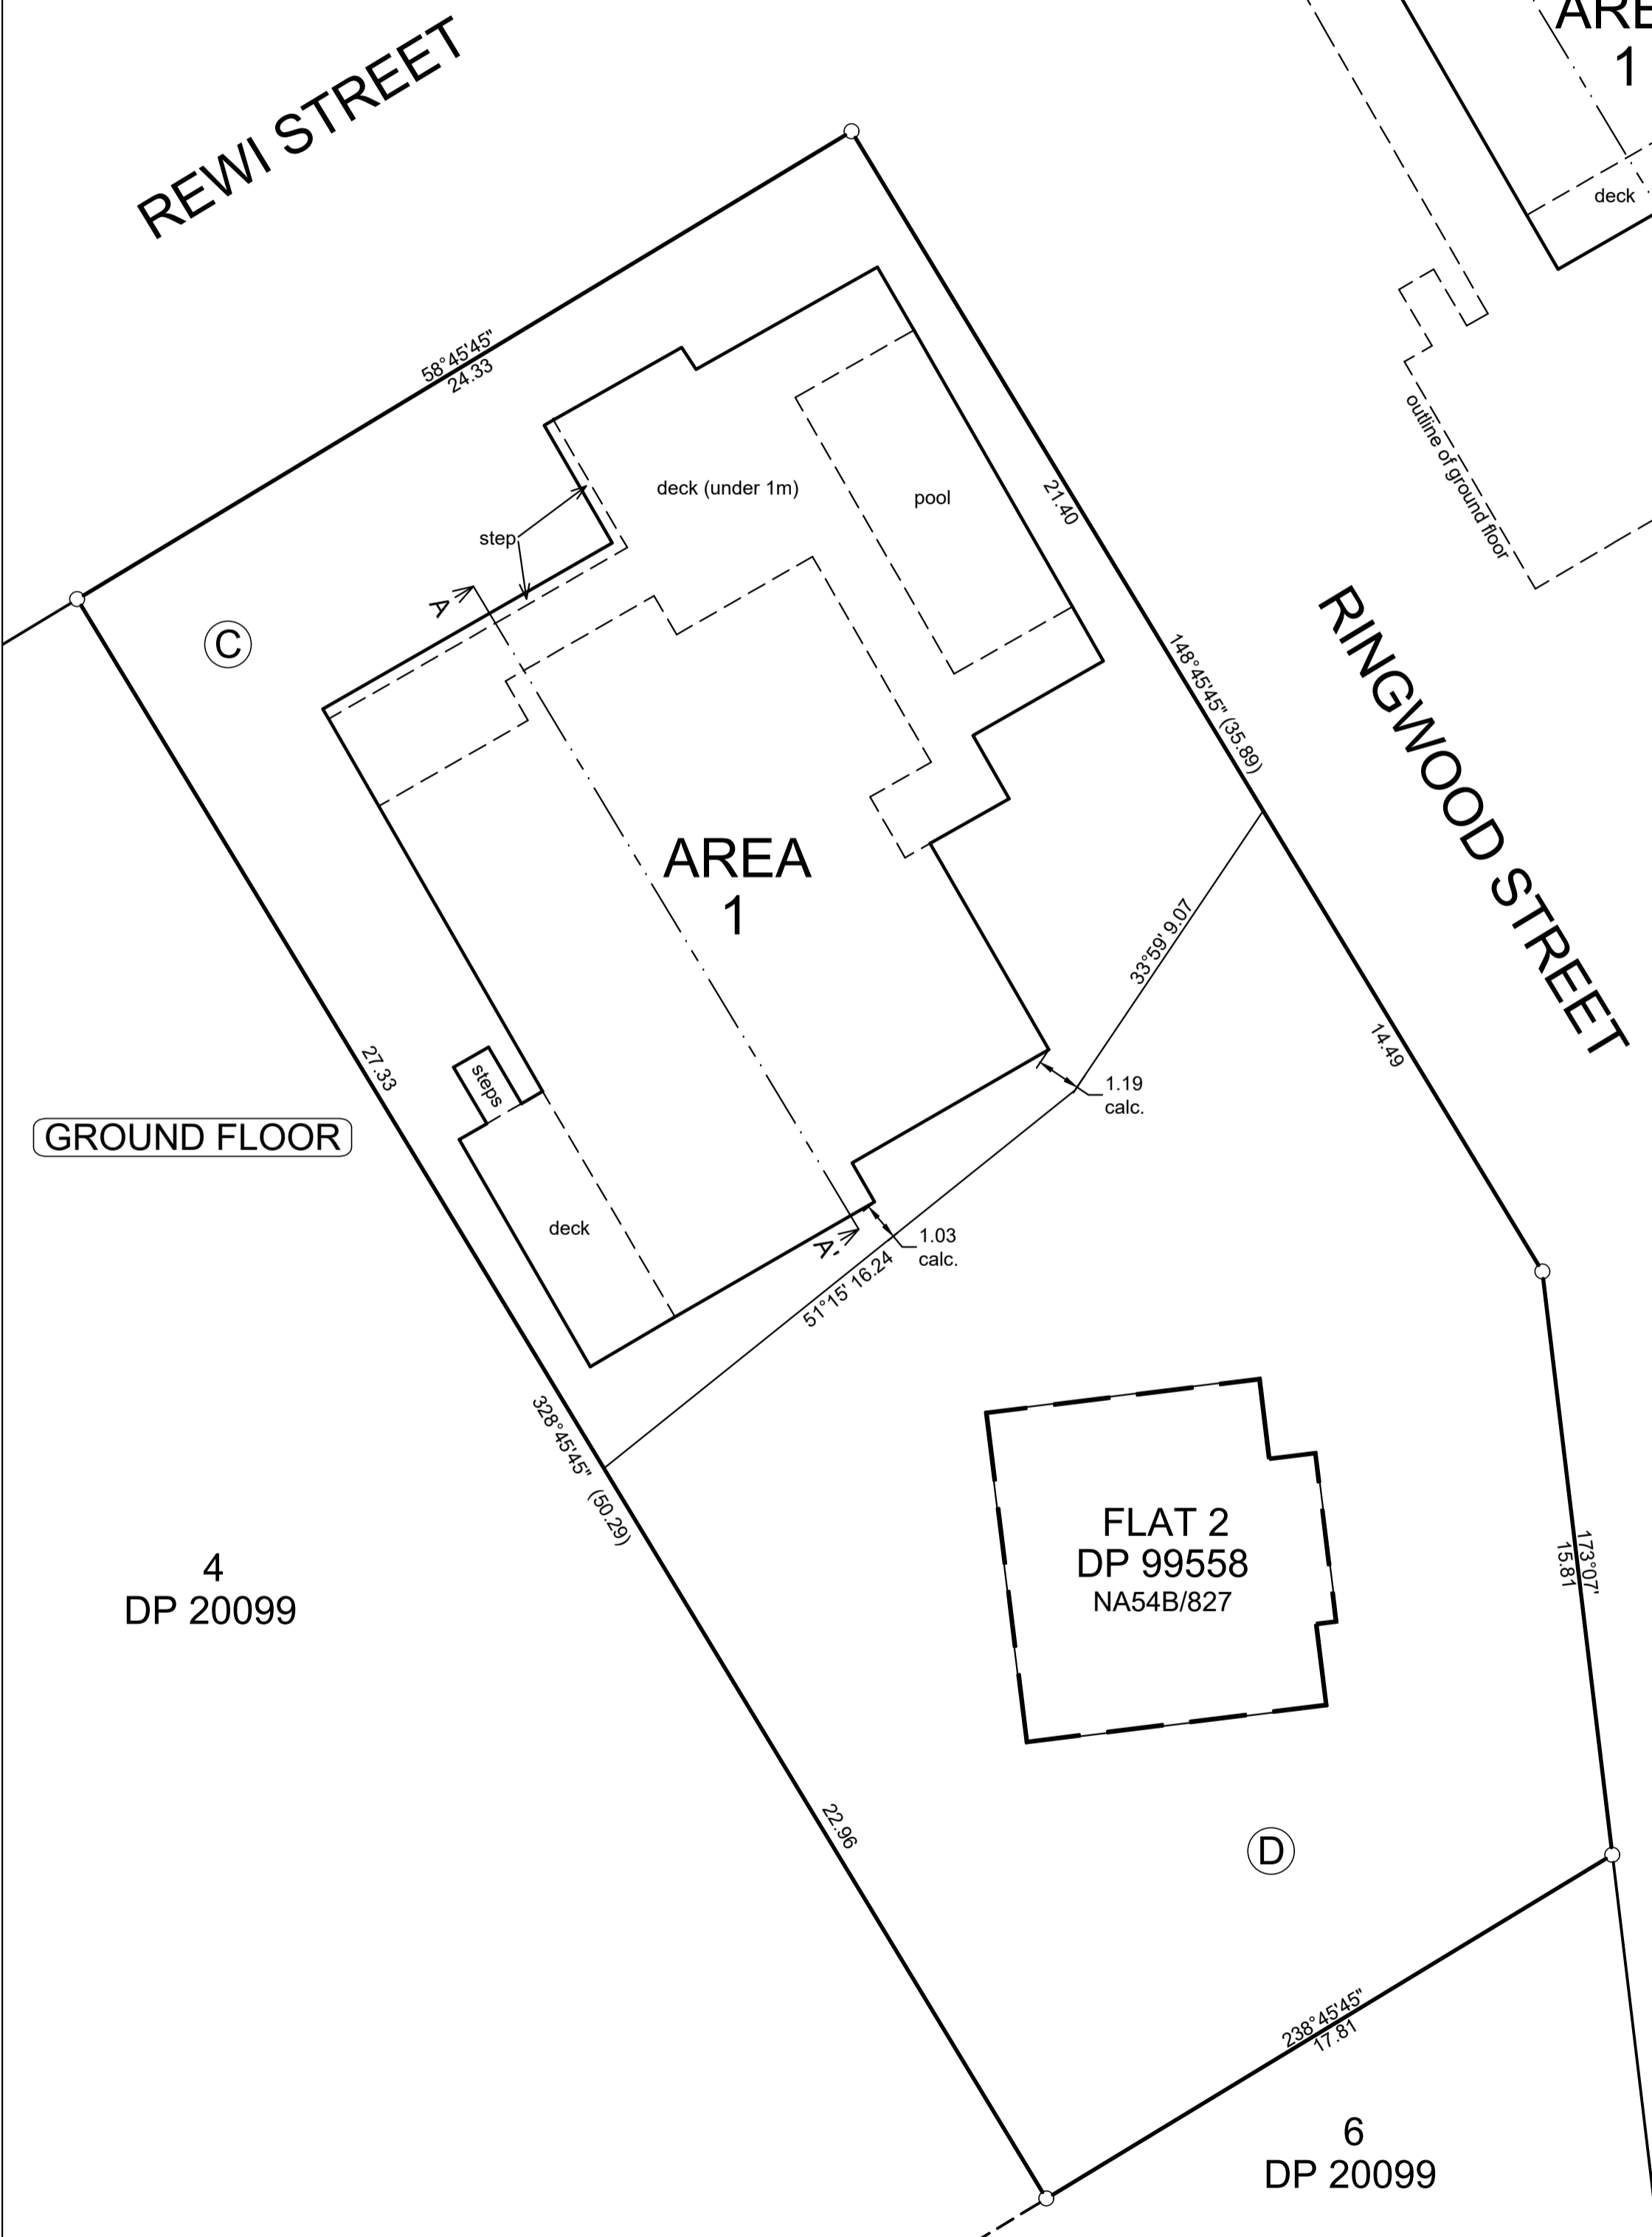 REWI STREET
ARE
1
deck
58°45'45"
24.33
deck (under 1m)
pool
21.40
outline of ground floor
step
A
C
148°45'45" (35.89)
RINGWOOD STREET
AREA
1
33°59' 9.07
27.33
steps
14.49
1.19
calc.
GROUND FLOOR
deck
A'
1.03
calc.
51°15' 16.24
328°45'45" (50.29)
FLAT 2
DP 99558
NA54B/827
173°07'
15.81
4
DP 20099
22.96
D
238°45'45"
17.81
6
DP 20099